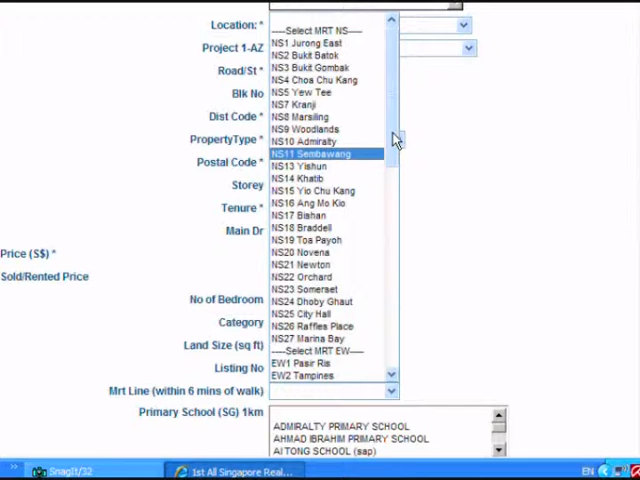 Location: *
Project 1-AZ
Road/St *
Blk No
Dist Code *
PropertyType *
Postal Code *
Storey
Tenure *
Main Dr
Price (S$) *
Sold/Rented Price
No of Bedroom
Category
Land Size (sq ft)
Listing No
Mrt Line (within 6 mins of walk)
Primary School (SG) 1km
----Select MRT NS----
NS1 Jurong East
NS2 Bukit Batok
NS3 Bukit Gombak
NS4 Choa Chu Kang
NS5 Yew Tee
NS7 Kranji
NS8 Marsiling
NS9 Woodlands
NS10 Admiralty
NS11 Sembawang
NS13 Yishun
NS14 Khatib
NS15 Yio Chu Kang
NS16 Ang Mo Kio
NS17 Bishan
NS18 Braddell
NS19 Toa Payoh
NS20 Novena
NS21 Newton
NS22 Orchard
NS23 Somerset
NS24 Dhoby Ghaut
NS25 City Hall
NS26 Raffles Place
NS27 Marina Bay
----Select MRT EW----
EW1 Pasir Ris
EW2 Tampines
ADMIRALTY PRIMARY SCHOOL
AHMAD IBRAHIM PRIMARY SCHOOL
AI TONG SCHOOL (sap)
SnagIt/32
1st All Singapore Real...
EN